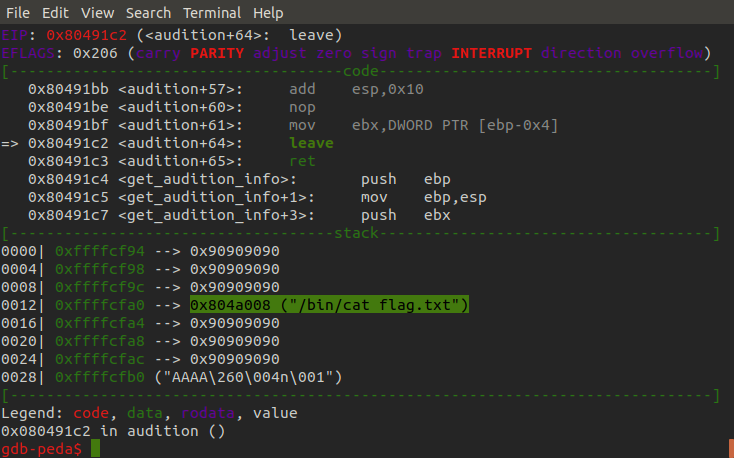 File Edit View Search Terminal Help
EIP: 0x80491c2 (<audition+64>: leave)
EFLAGS: 0x206 (carry PARITY adjust zero sign trap INTERRUPT direction overflow)
[-------------------------------------code-------------------------------------]
0x80491bb <audition+57>: add esp,0x10
0x80491be <audition+60>: nop
0x80491bf <audition+61>: mov ebx,DWORD PTR [ebp-0x4]
=> 0x80491c2 <audition+64>: leave
0x80491c3 <audition+65>: ret
0x80491c4 <get_audition_info>: push ebp
0x80491c5 <get_audition_info+1>: mov ebp,esp
0x80491c7 <get_audition_info+3>: push ebx
[------------------------------------stack-------------------------------------]
0000| 0xffffcf94 --> 0x90909090
0004| 0xffffcf98 --> 0x90909090
0008| 0xffffcf9c --> 0x90909090
0012| 0xffffcfa0 --> 0x804a008 ("/bin/cat flag.txt")
0016| 0xffffcfa4 --> 0x90909090
0020| 0xffffcfa8 --> 0x90909090
0024| 0xffffcfac --> 0x90909090
0028| 0xffffcfb0 ("AAAA\260\004n\001")
[------------------------------------------------------------------------------]
Legend: code, data, rodata, value
0x080491c2 in audition ()
gdb-peda$